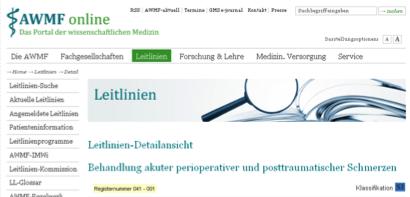 AWMF online
Das Portal der wissenschaftlichen Medizin
RSS | AWMF-aktuell | Termine | GMS e-journal Kontakt | Presse
Suchbegriff eingeben → suchen
Darstellungsoptionen: A A
Die AWMF Fachgesellschaften Leitlinien Forschung & Lehre Medizin. Versorgung Service
→ Home → Leitlinien → Detail
Leitlinien-Suche
Aktuelle Leitlinien
Angemeldete Leitlinien
Patienteninformation
Leitlinienprogramme
AWMF-IMWi
Leitlinien-Kommission
LL-Glossar
AWMF-Regelwerk
Leitlinien
Leitlinien-Detailansicht
Behandlung akuter perioperativer und posttraumatischer Schmerzen
Registernummer 041 - 001
Klassifikation S3